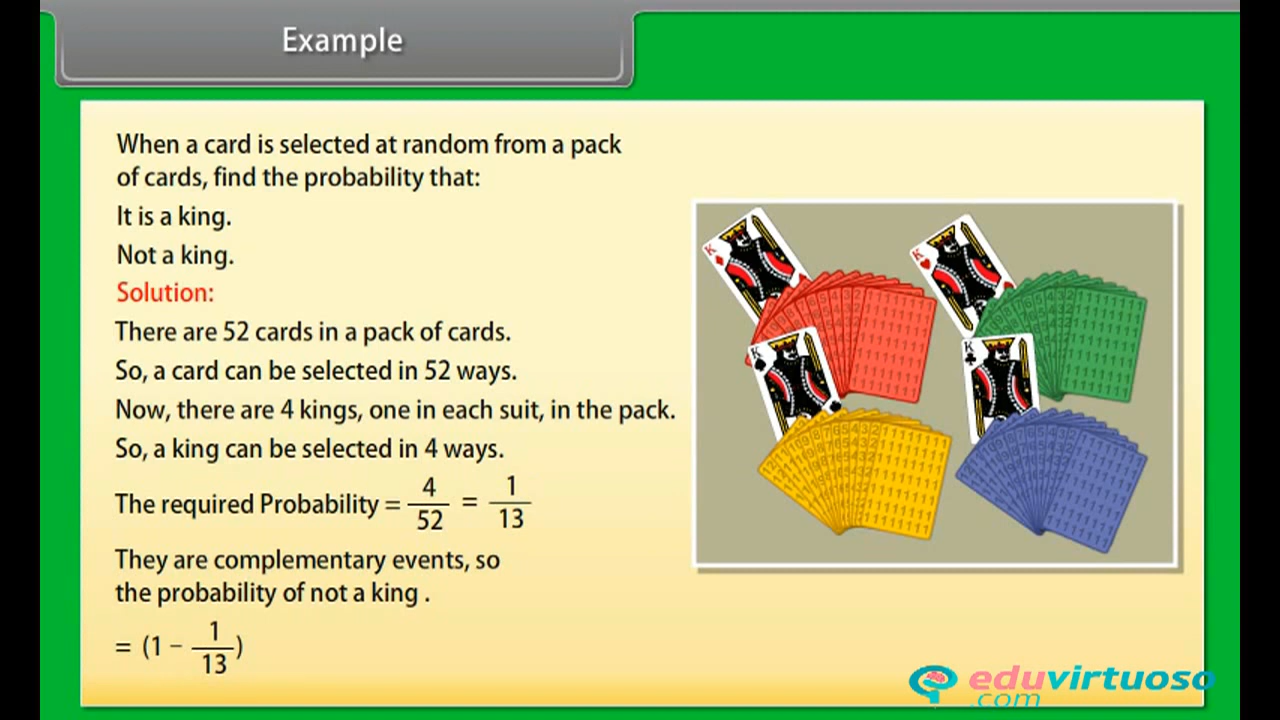 Example
When a card is selected at random from a pack
of cards, find the probability that:
It is a king.
Not a king.
Solution:
There are 52 cards in a pack of cards.
So, a card can be selected in 52 ways.
Now, there are 4 kings, one in each suit, in the pack.
So, a king can be selected in 4 ways.
The required Probability = 4/52 = 1/13
They are complementary events, so
the probability of not a king .
= (1 - 1/13)
K
K
K
K
eduvirtuoso
.com